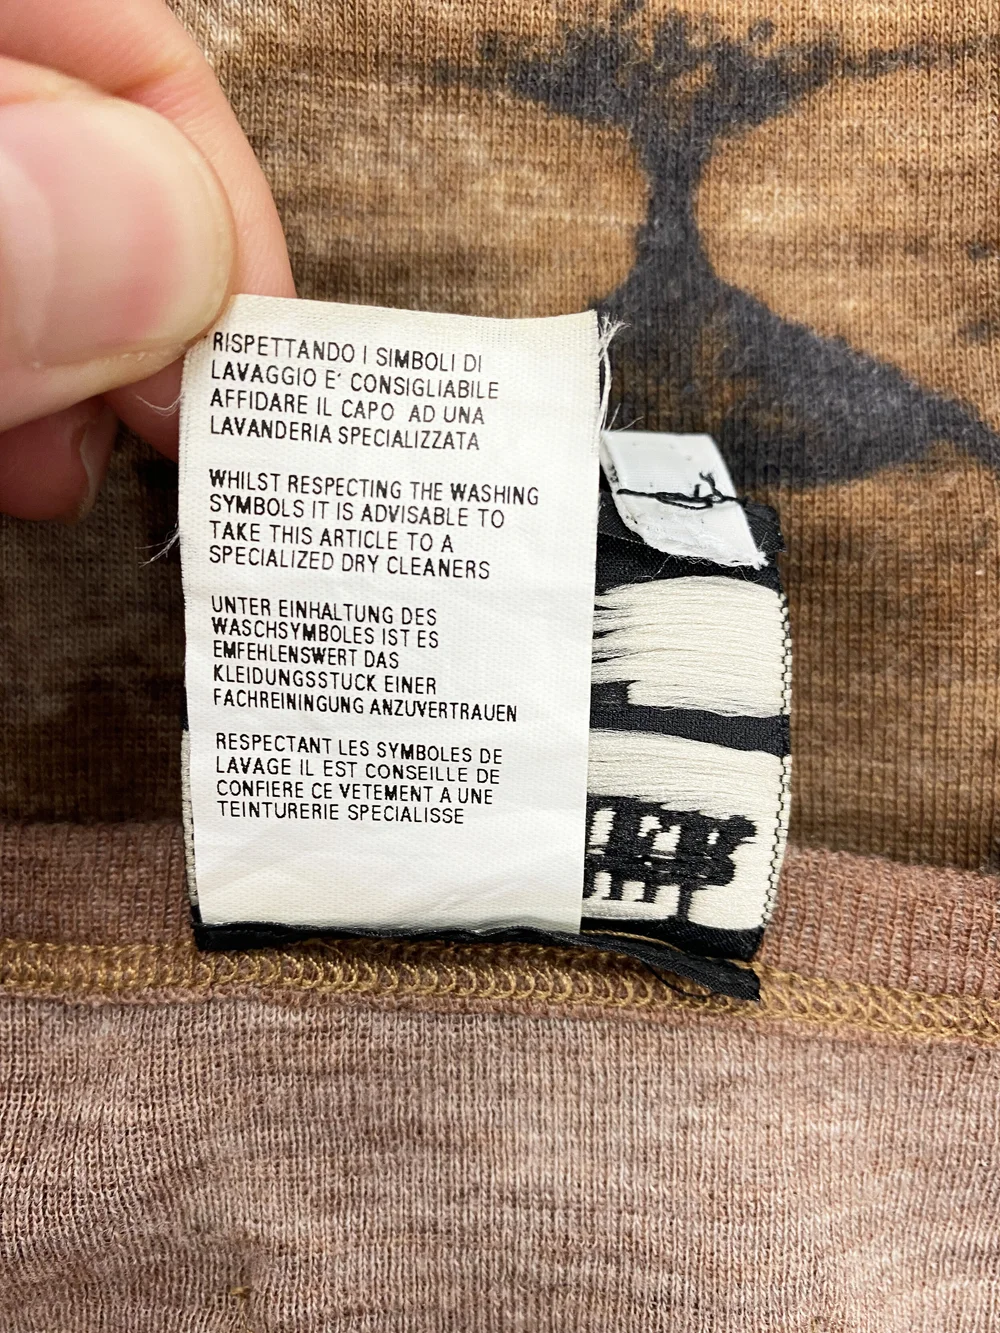 RISPETTANDO I SIMBOLI DI
LAVAGGIO E' CONSIGLIABILE
AFFIDARE IL CAPO AD UNA
LAVANDERIA SPECIALIZZATA
WHILST RESPECTING THE WASHING
SYMBOLS IT IS ADVISABLE TO
TAKE THIS ARTICLE TO A
SPECIALIZED DRY CLEANERS
UNTER EINHALTUNG DES
WASCHSYMBOLES IST ES
EMFEHLENSWERT DAS
KLEIDUNGSSTUCK EINER
FACHREININGUNG ANZUVERTRAUEN
RESPECTANT LES SYMBOLES DE
LAVAGE IL EST CONSEILLE DE
CONFIERE CE VETEMENT A UNE
TEINTURERIE SPECIALISSE